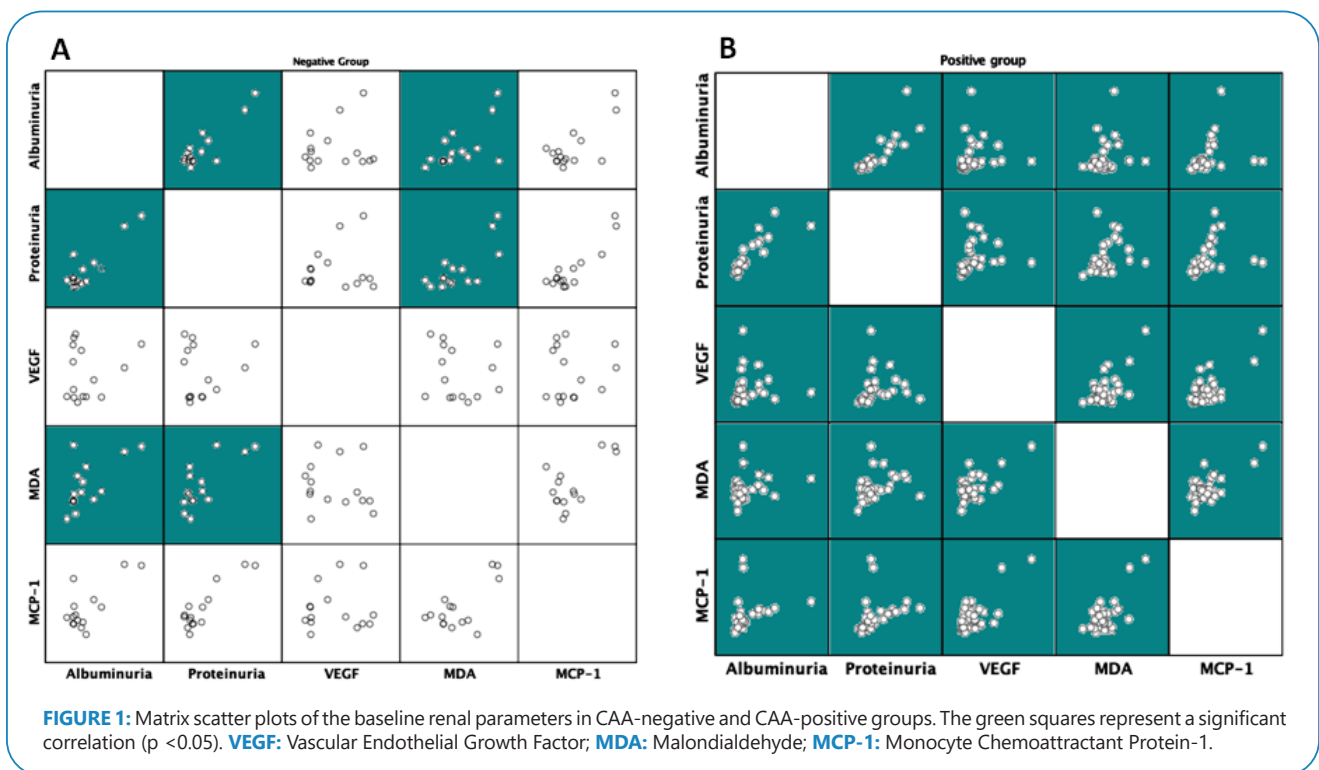 A
Negative Group
Albuminuria
Proteinuria
VEGF
MDA
MCP-1
Albuminuria Proteinuria VEGF MDA MCP-1
B
Positive group
Albuminuria
Proteinuria
VEGF
MDA
MCP-1
Albuminuria Proteinuria VEGF MDA MCP-1
FIGURE 1: Matrix scatter plots of the baseline renal parameters in CAA-negative and CAA-positive groups. The green squares represent a significant
correlation (p <0.05). VEGF: Vascular Endothelial Growth Factor; MDA: Malondialdehyde; MCP-1: Monocyte Chemoattractant Protein-1.